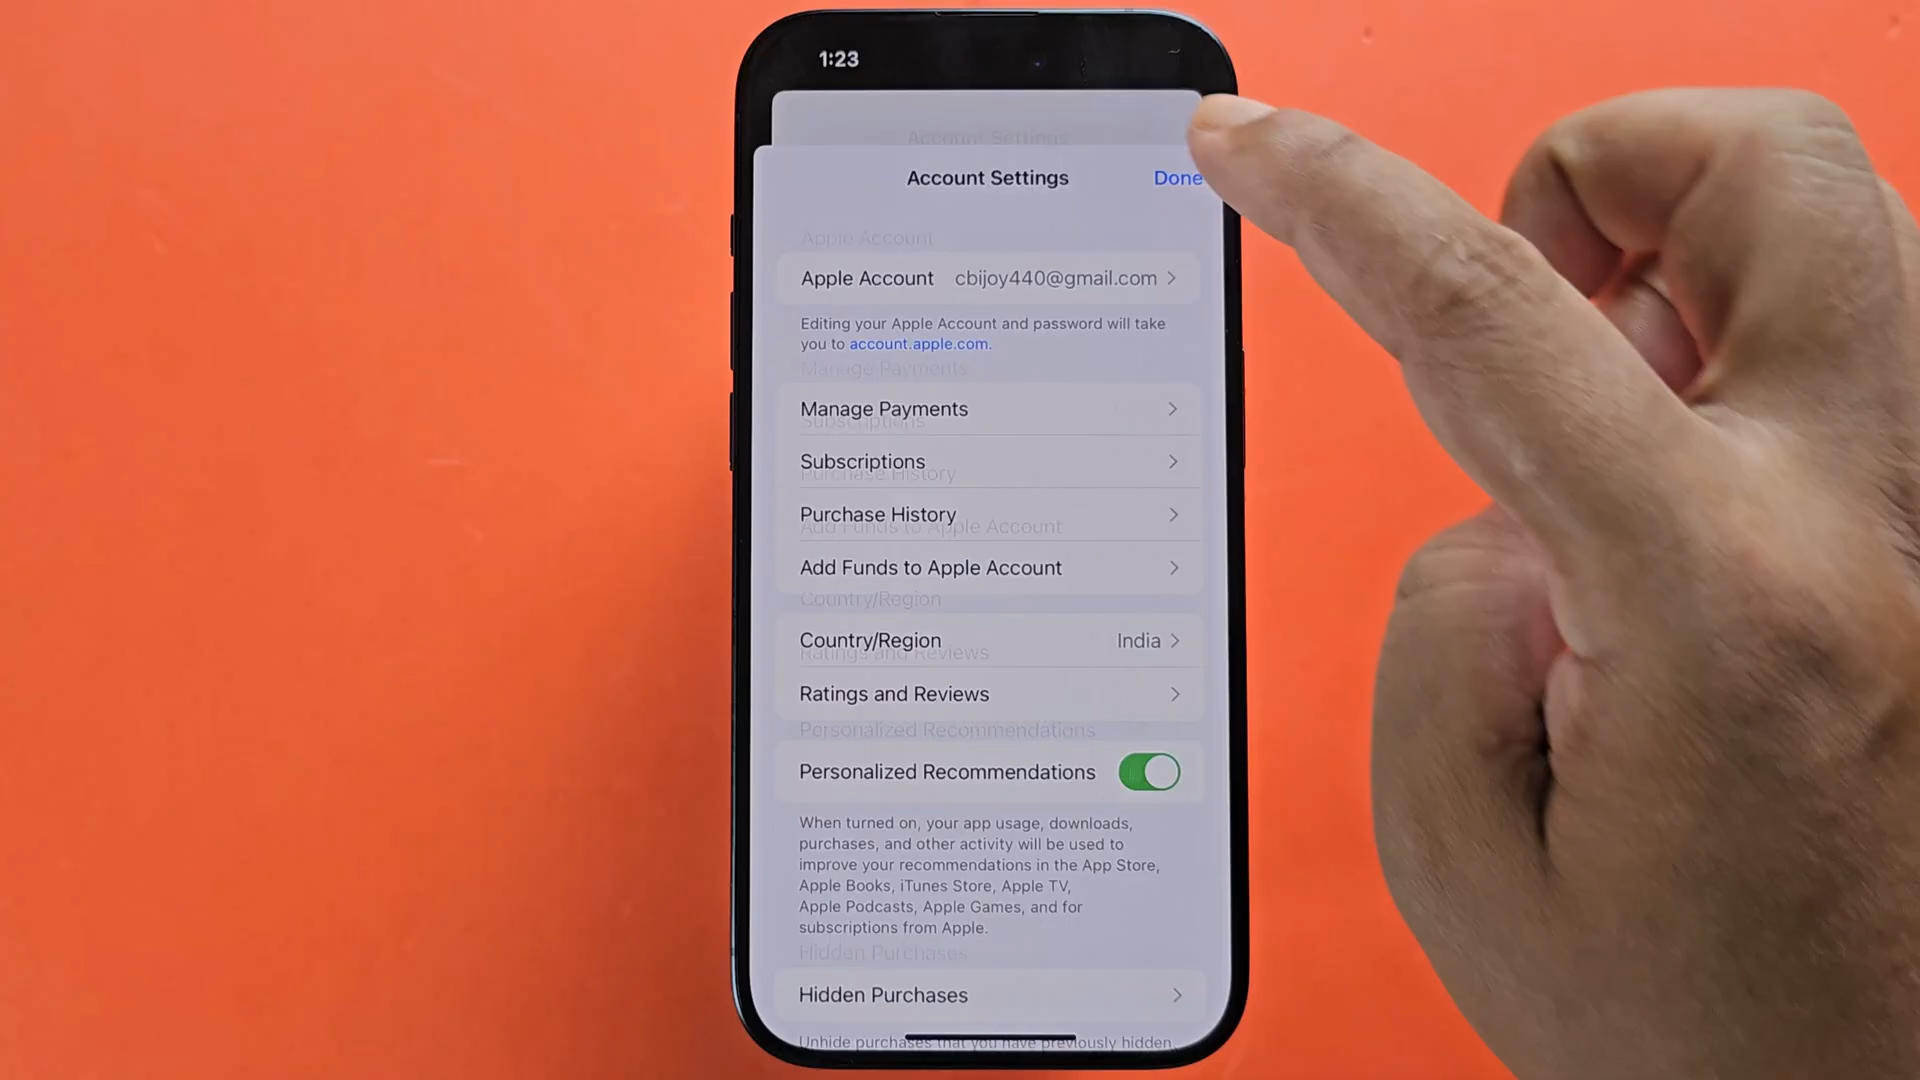 1:23
Account Settings
Account Settings Done
Apple Account
Apple Account cbijoy440@gmail.com
Editing your Apple Account and password will take
you to account.apple.com.
Manage Payments
Manage Payments
Subscriptions
Subscriptions
Purchase History
Purchase History
Add Funds to Apple Account
Add Funds to Apple Account
Country/Region
Country/Region India
Ratings and Reviews
Ratings and Reviews
Personalized Recommendations
Personalized Recommendations
When turned on, your app usage, downloads,
purchases, and other activity will be used to
improve your recommendations in the App Store,
Apple Books, iTunes Store, Apple TV,
Apple Podcasts, Apple Games, and for
subscriptions from Apple.
Hidden Purchases
Hidden Purchases
Unhide purchases that you have previously hidden